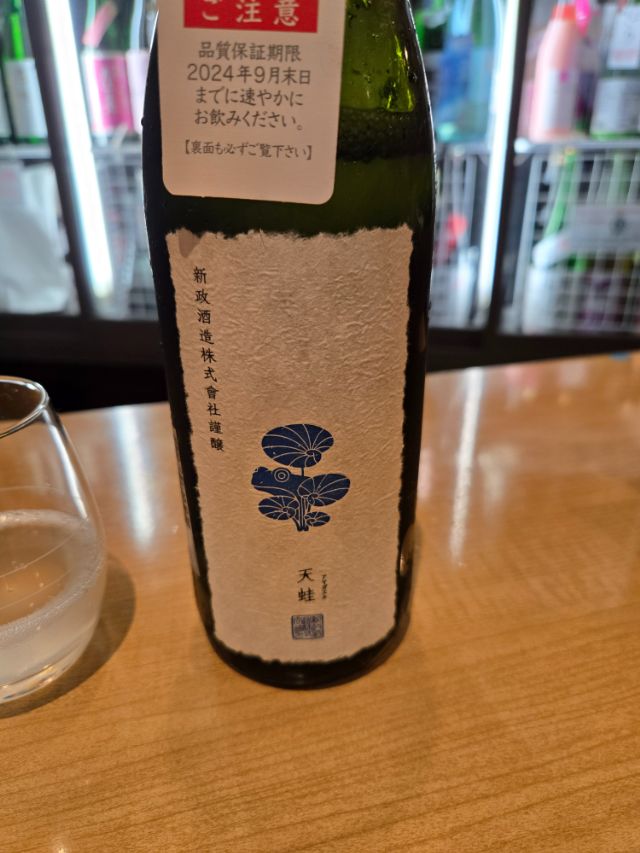 ご注意
品質保証期限
2024年9月末日
までに速やかに
お飲みください。
【裏面も必ずご覧下さい】
新政酒造株式會社謹醸
天蛙
アマガエル